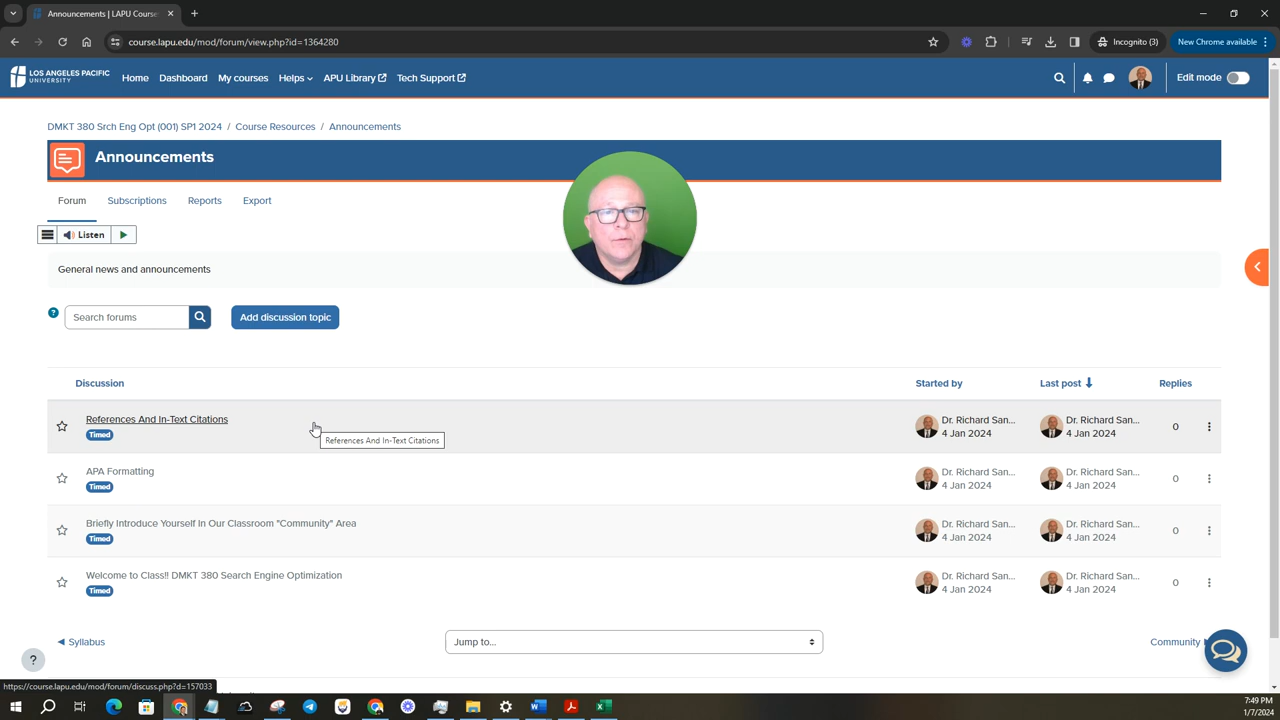 Announcements | LAPU Course
course.lapu.edu/mod/forum/view.php?id=1364280
Incognito (3)
New Chrome available
LOS ANGELES PACIFIC
UNIVERSITY
Home
Dashboard
My courses
Helps
APU Library
Tech Support
Edit mode
DMKT 380 Srch Eng Opt (001) SP1 2024 / Course Resources / Announcements
Announcements
Forum
Subscriptions
Reports
Export
Listen
General news and announcements
?
Search forums
Add discussion topic
Discussion
Started by
Last post
Replies
References And In-Text Citations
Timed
Dr. Richard San...
4 Jan 2024
Dr. Richard San...
4 Jan 2024
0
References And In-Text Citations
APA Formatting
Timed
Dr. Richard San...
4 Jan 2024
Dr. Richard San...
4 Jan 2024
0
Briefly Introduce Yourself In Our Classroom "Community" Area
Timed
Dr. Richard San...
4 Jan 2024
Dr. Richard San...
4 Jan 2024
0
Welcome to Class!! DMKT 380 Search Engine Optimization
Timed
Dr. Richard San...
4 Jan 2024
Dr. Richard San...
4 Jan 2024
0
Syllabus
Jump to...
Community
?
https://course.lapu.edu/mod/forum/discuss.php?d=157033
7:49 PM
1/7/2024